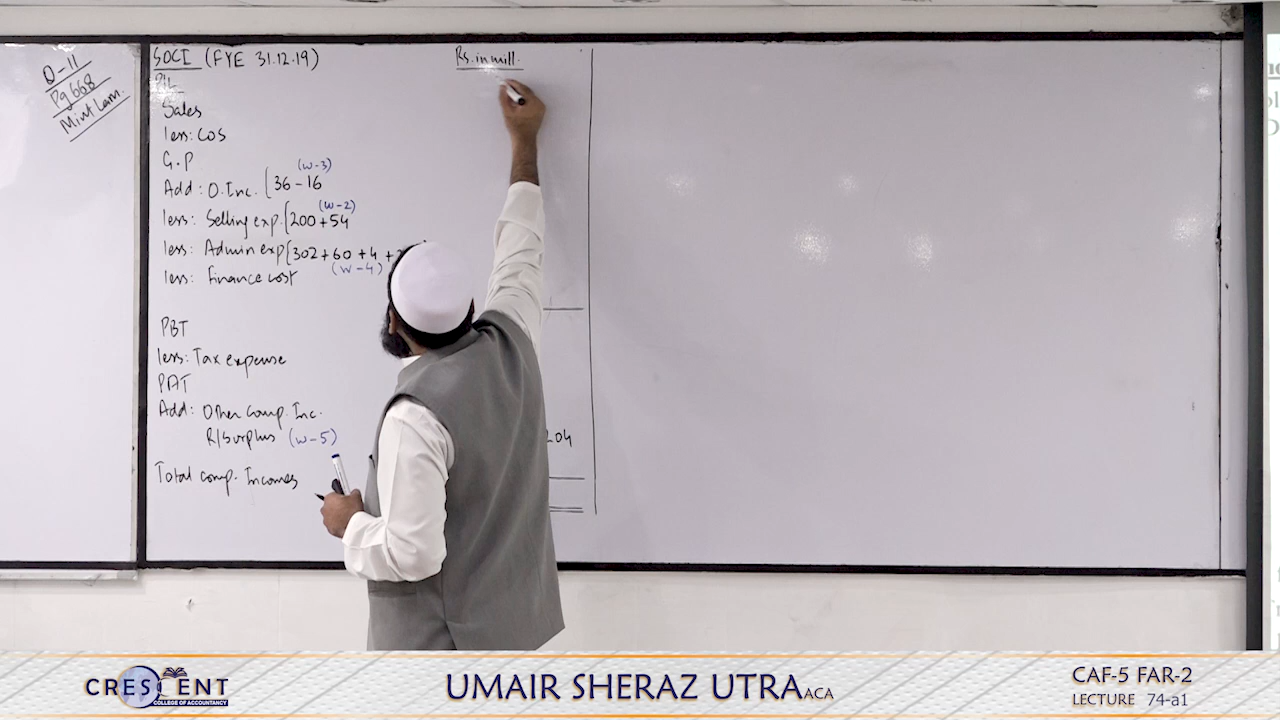 Q-11
Pg 668
Mint Lam.
SOCI (FYE 31.12.19)
Rs. in mill.
P/L
Sales
less: COS
G.P
(W-3)
Add: O. Inc. [36-16
(W-2)
less: Selling exp. [200+54
less: Admin exp [302+60+4+
(W-4)
less: Finance cost
PBT
less: Tax expense
PAT
Add: Other comp. Inc.
R/Surplus (W-5)
204
Total comp. Incomes
CRESCENT
COLLEGE OF ACCOUNTANCY
UMAIR SHERAZ UTRA ACA
CAF-5 FAR-2
LECTURE 74-a1